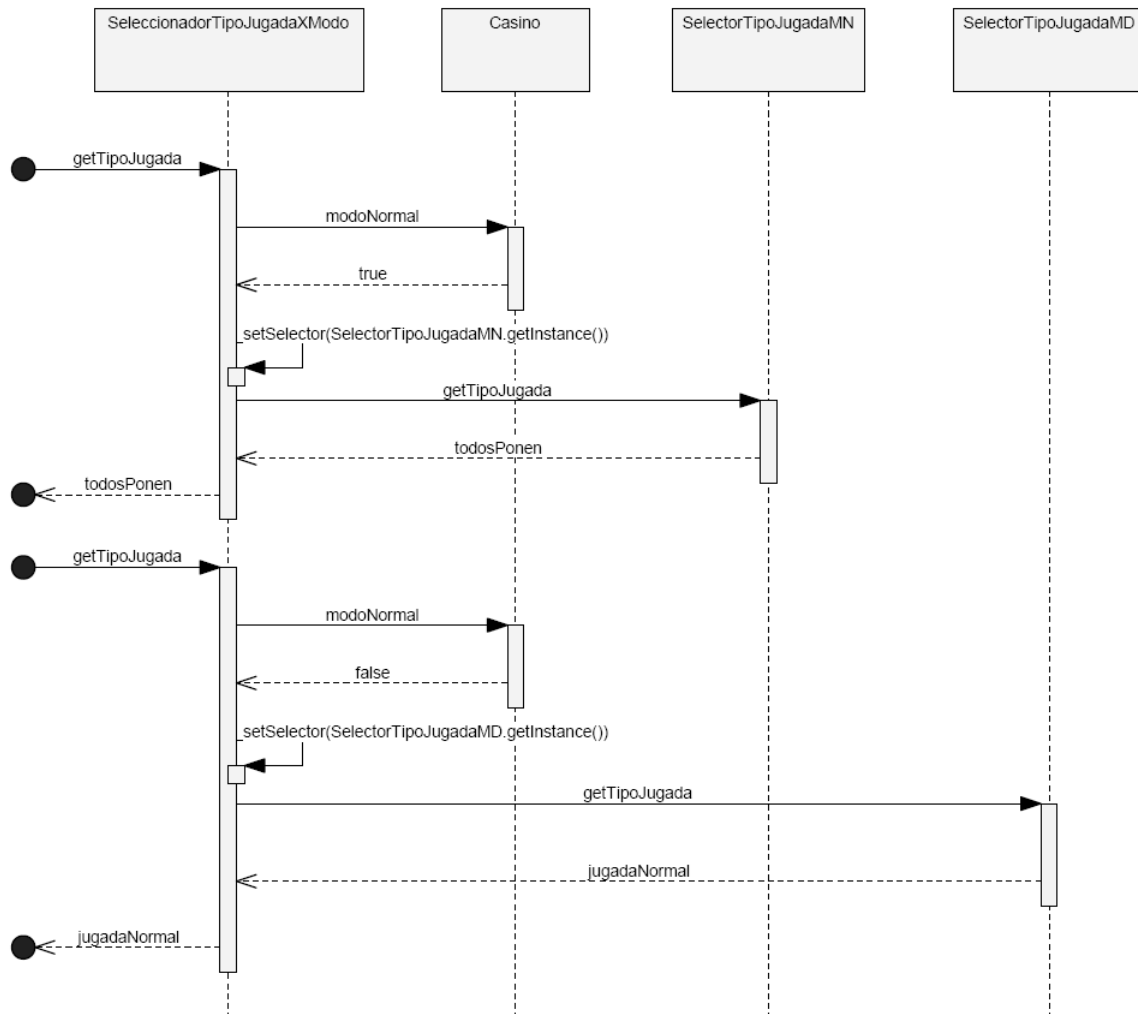 SeleccionadorTipoJugadaXModo
Casino
SelectorTipoJugadaMN
SelectorTipoJugadaMD
getTipoJugada
modoNormal
true
setSelector(SelectorTipoJugadaMN.getInstance())
getTipoJugada
todosPonen
todosPonen
getTipoJugada
modoNormal
false
setSelector(SelectorTipoJugadaMD.getInstance())
getTipoJugada
jugadaNormal
jugadaNormal